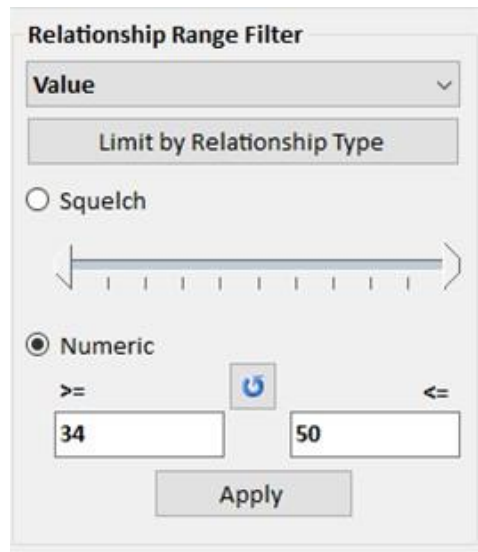 Relationship Range Filter
Value
Limit by Relationship Type
Squelch
Numeric
>= <=
34 50
Apply